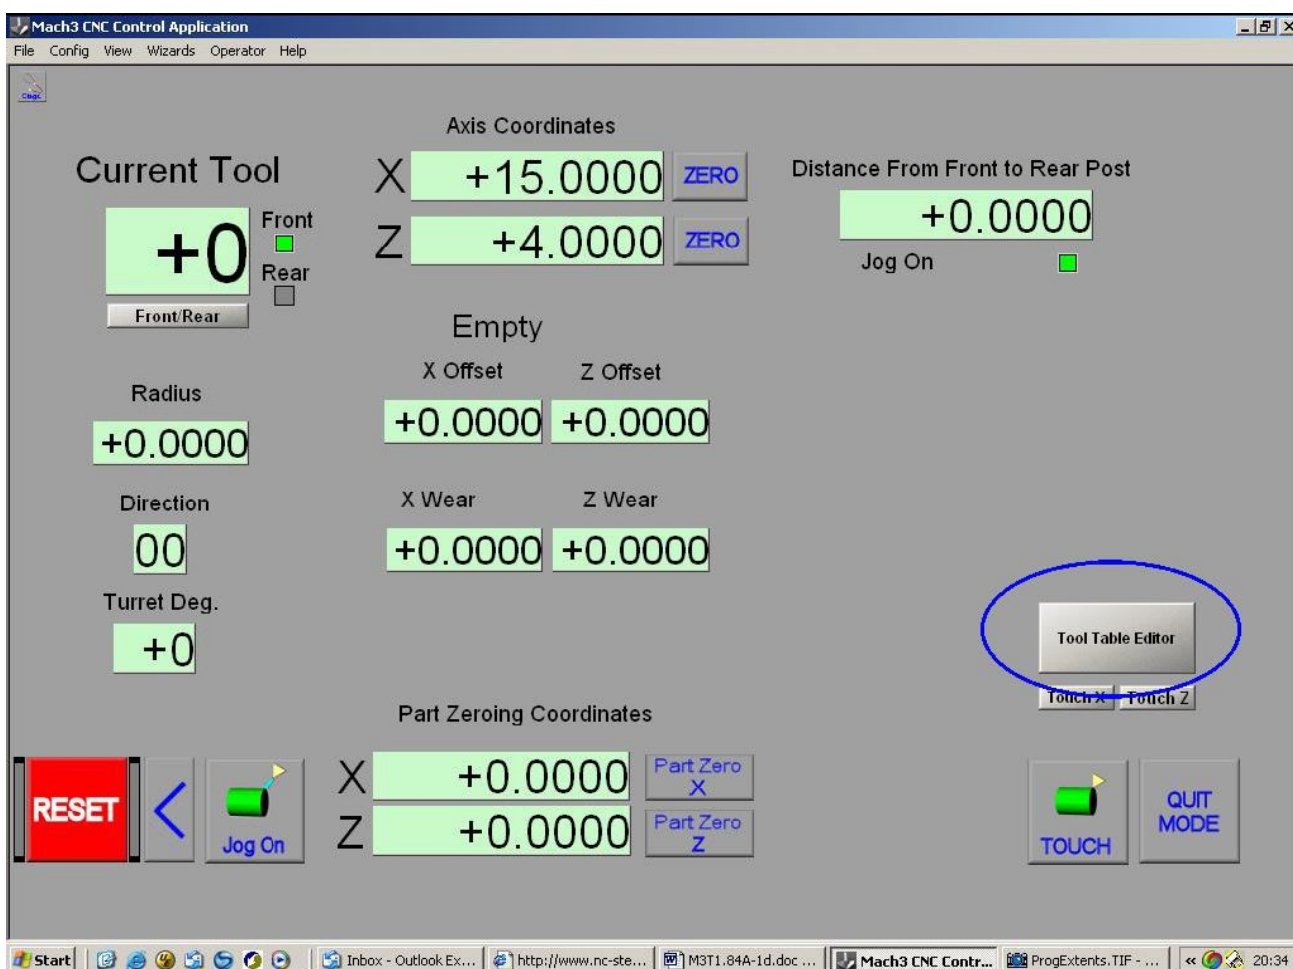 Mach3 CNC Control Application
File Config View Wizards Operator Help
Axis Coordinates
Current Tool
X +15.0000 ZERO
Z +4.0000 ZERO
Distance From Front to Rear Post
+0.0000
Jog On
+0
Front
Rear
Front/Rear
Empty
X Offset Z Offset
+0.0000 +0.0000
Radius
+0.0000
X Wear Z Wear
+0.0000 +0.0000
Direction
00
Turret Deg.
+0
Tool Table Editor
Touch X Touch Z
Part Zeroing Coordinates
X +0.0000 Part Zero X
Z +0.0000 Part Zero Z
RESET
<
Jog On
TOUCH
QUIT
MODE
Start Inbox - Outlook Ex... http://www.nc-ste... M3T1.84A-1d.doc ... Mach3 CNC Contr... ProgExtents.TIF - ... « 20:34